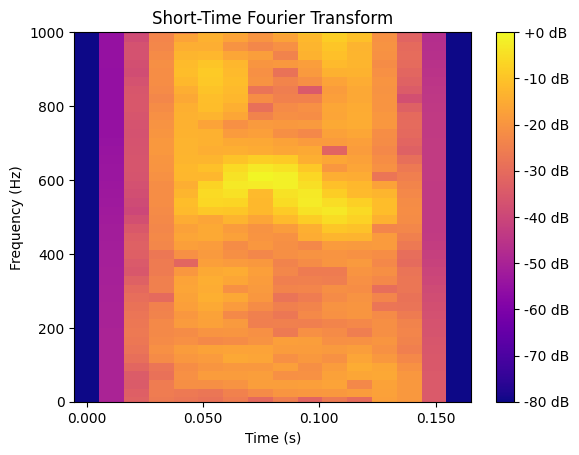 Short-Time Fourier Transform
1000
800
600
400
200
0
Frequency (Hz)
0.000
0.050
0.100
0.150
Time (s)
+0 dB
-10 dB
-20 dB
-30 dB
-40 dB
-50 dB
-60 dB
-70 dB
-80 dB